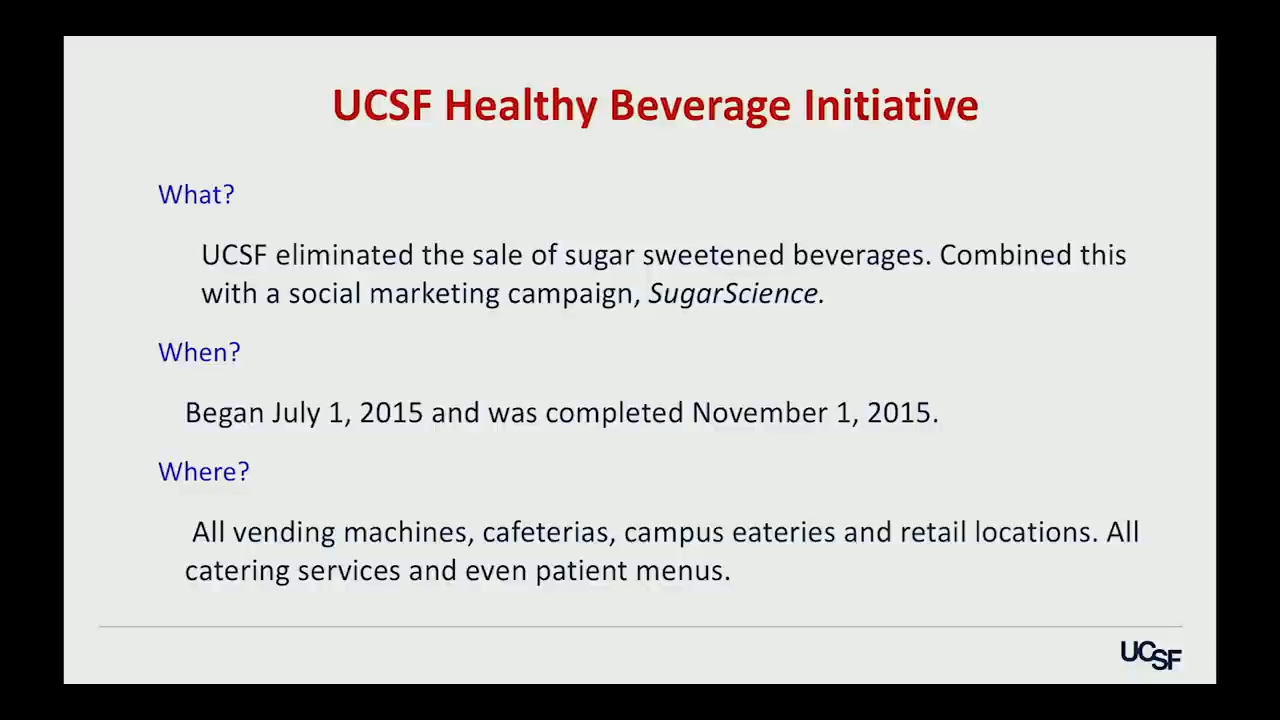 UCSF Healthy Beverage Initiative
What?
UCSF eliminated the sale of sugar sweetened beverages. Combined this
with a social marketing campaign, SugarScience.
When?
Began July 1, 2015 and was completed November 1, 2015.
Where?
All vending machines, cafeterias, campus eateries and retail locations. All
catering services and even patient menus.
UCSF